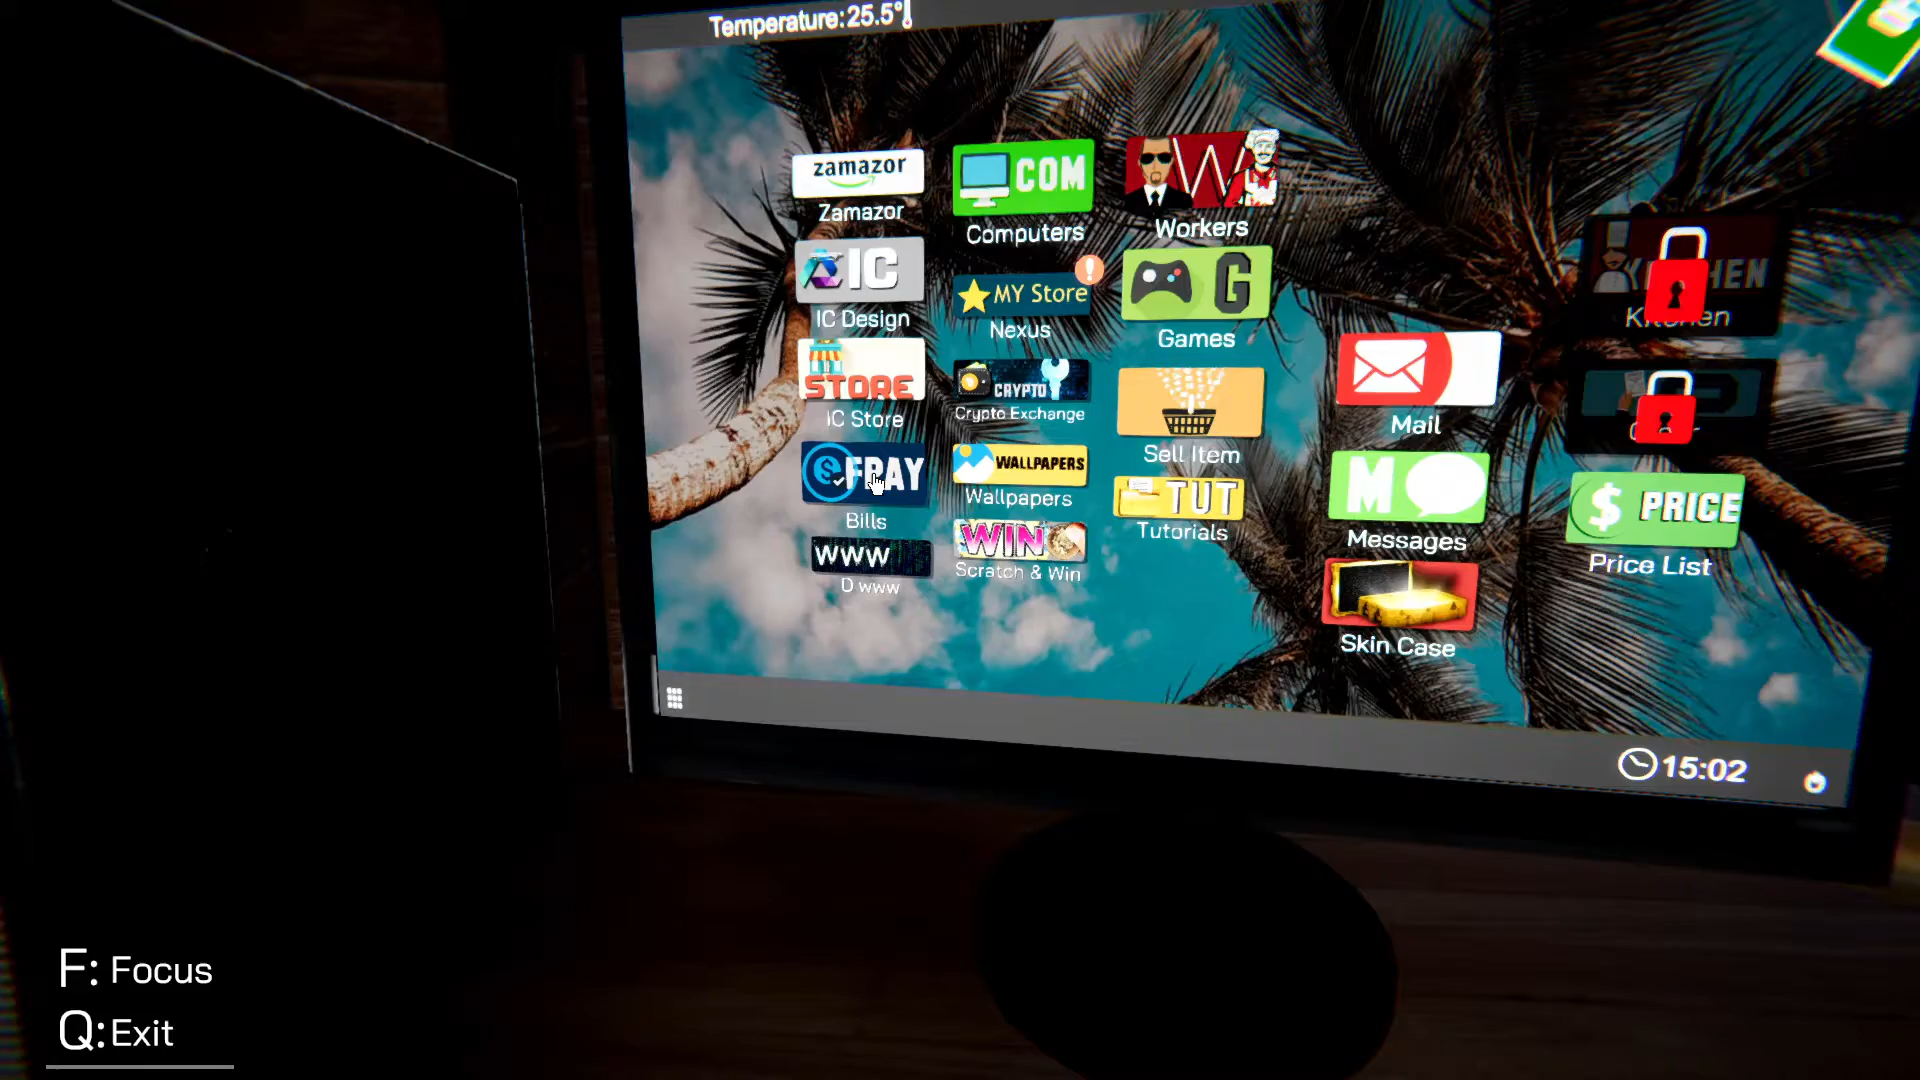 Temperature: 25.5°
zamazor
Zamazor
COM
Computers
W
Workers
IC
IC Design
MY Store
Nexus
G
Games
STORE
IC Store
CRYPTO
Crypto Exchange
Sell Item
FPAY
Bills
WALLPAPERS
Wallpapers
TUT
Tutorials
WWW
D www
WIN
Scratch & Win
Mail
M
Messages
Skin Case
$ PRICE
Price List
15:02
F: Focus
Q: Exit